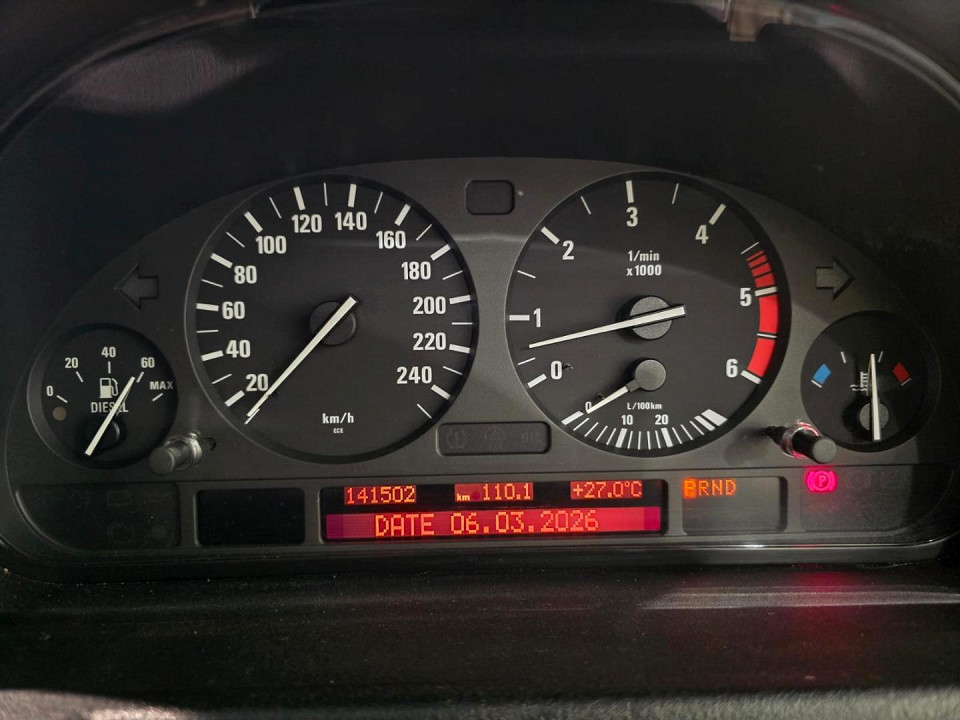 120 140
100 160
80 180
60 200
40 220
20 240
km/h
ECE
3
2 4
1/min
x1000
1 5
0 6
L/100km
0 10 20
0 20 40 60 MAX
DIESEL
141502 km 110.1 +27.0°C PRND
DATE 06.03.2026
(P)